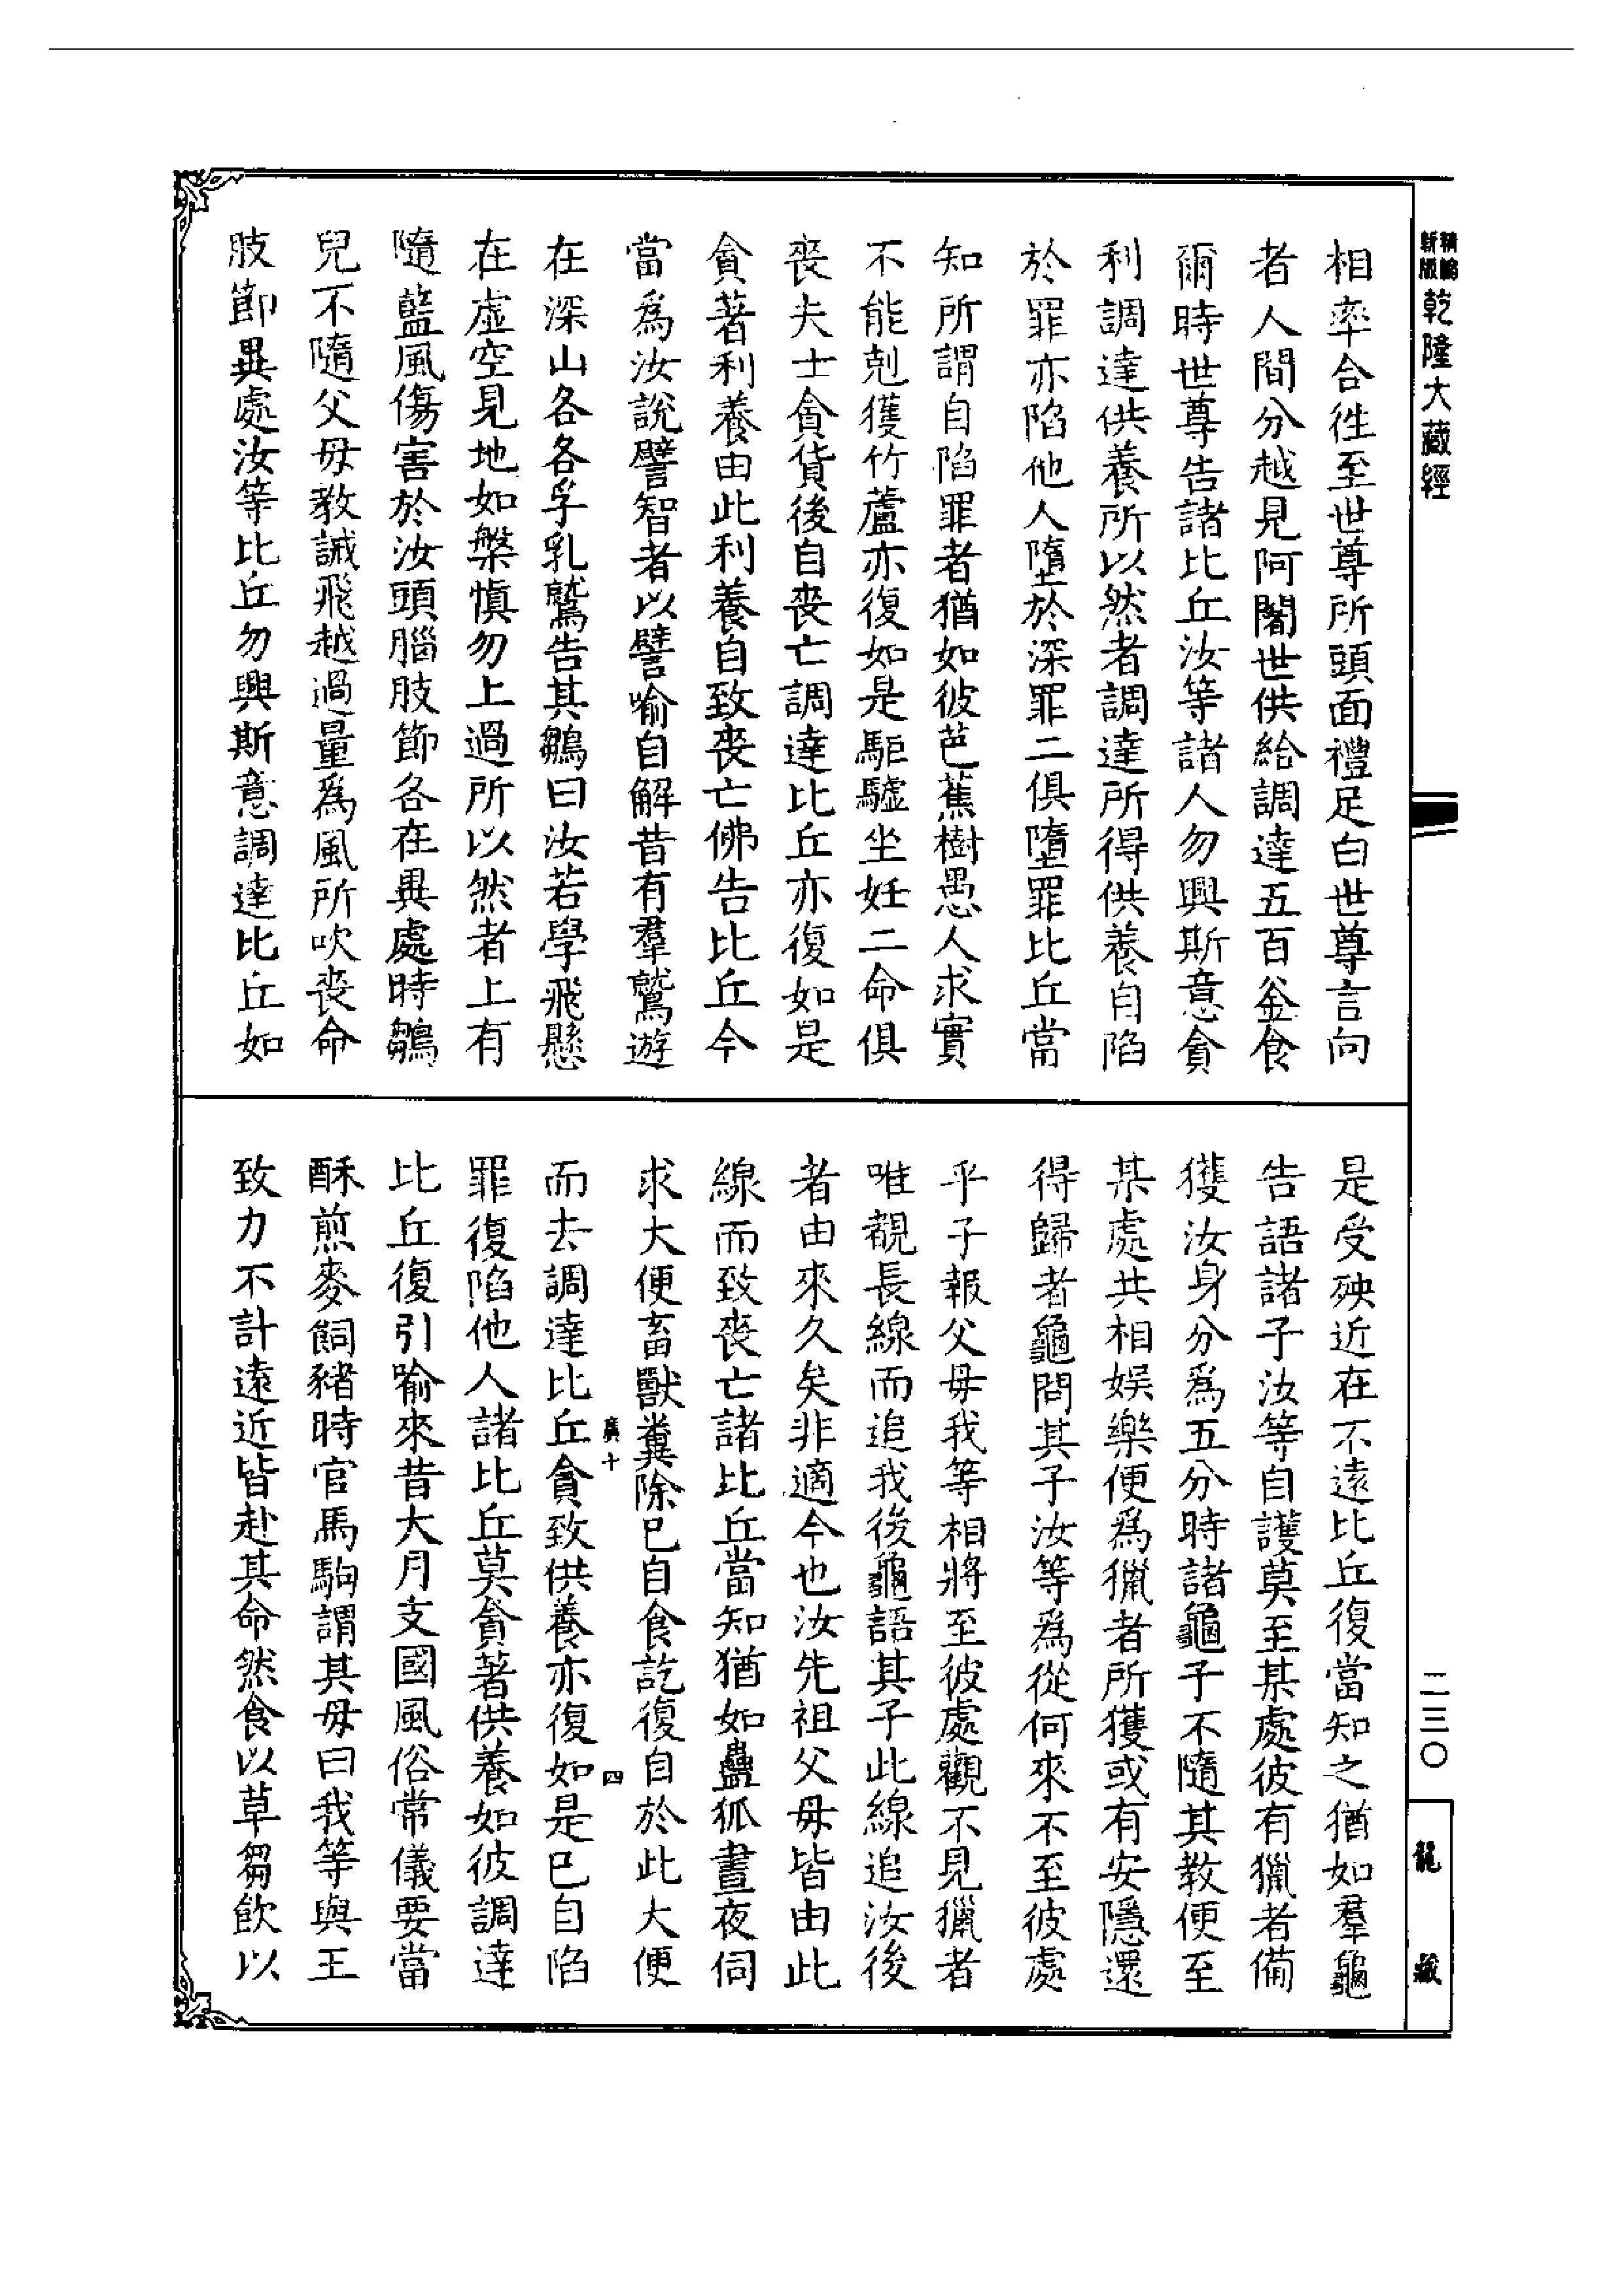 精編
新版
乾隆大藏經
相率合往至世尊所頭面禮足白世尊言向
者人間分越見阿闍世供給調達五百釜食
爾時世尊告諸比丘汝等諸人勿興斯意貪
利調達供養所以然者調達所得供養自陷
於罪亦陷他人墮於深罪二俱墮罪比丘當
知所謂自陷罪者猶如彼芭蕉樹愚人求實
不能剋獲竹蘆亦復如是駏驉坐妊二命俱
喪夫士貪貨後自喪亡調達比丘亦復如是
貪著利養由此利養自致喪亡佛告比丘今
當為汝說譬智者以譬喻自解昔有羣鷲遊
在深山各各孚乳鷲告其鶵曰汝若學飛懸
在虛空見地如槃慎勿上過所以然者上有
隨藍風傷害於汝頭腦肢節各在異處時鶵
兒不隨父母教誡飛越過量為風所吹喪命
肢節異處汝等比丘勿興斯意調達比丘如
是受殃近在不遠比丘復當知之猶如羣龜
告語諸子汝等自護莫至某處彼有獵者備
獲汝身分為五分時諸龜子不隨其教便至
某處共相娛樂便為獵者所獲或有安隱還
得歸者龜問其子汝等為從何來不至彼處
乎子報父母我等相將至彼處觀不見獵者
唯覩長線而追我後龜語其子此線追汝後
者由來久矣非適今也汝先祖父母皆由此
線而致喪亡諸比丘當知猶如蠱狐晝夜伺
求大便畜獸糞除已自食訖復自於此大便
廣十
四
而去調達比丘貪致供養亦復如是已自陷
罪復陷他人諸比丘莫貪著供養如彼調達
比丘復引喻來昔大月支國風俗常儀要當
酥煎麥飼豬時官馬駒謂其母曰我等與王
致力不計遠近皆赴其命然食以草芻飲以
二三〇
龍藏